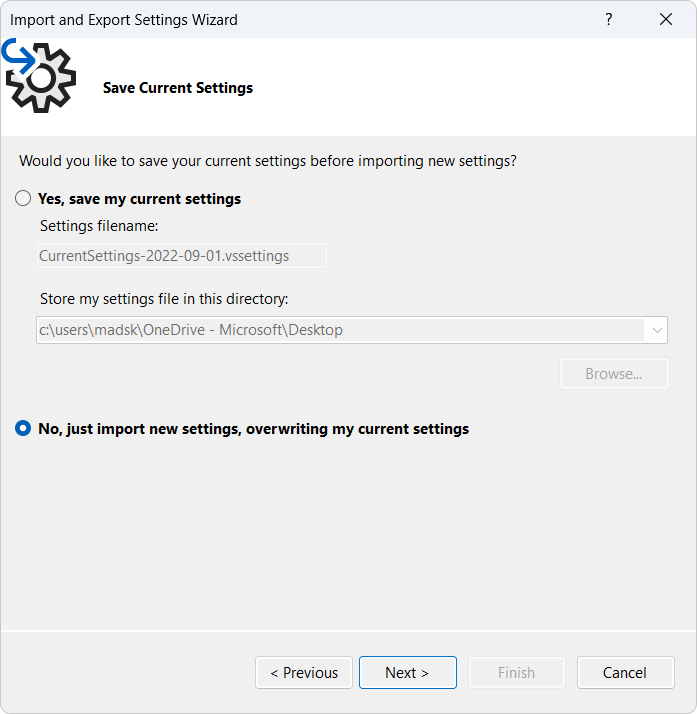 Import and Export Settings Wizard
?
Save Current Settings
Would you like to save your current settings before importing new settings?
Yes, save my current settings
Settings filename:
CurrentSettings-2022-09-01.vssettings
Store my settings file in this directory:
c:\users\madsk\OneDrive - Microsoft\Desktop
Browse...
No, just import new settings, overwriting my current settings
< Previous Next > Finish Cancel